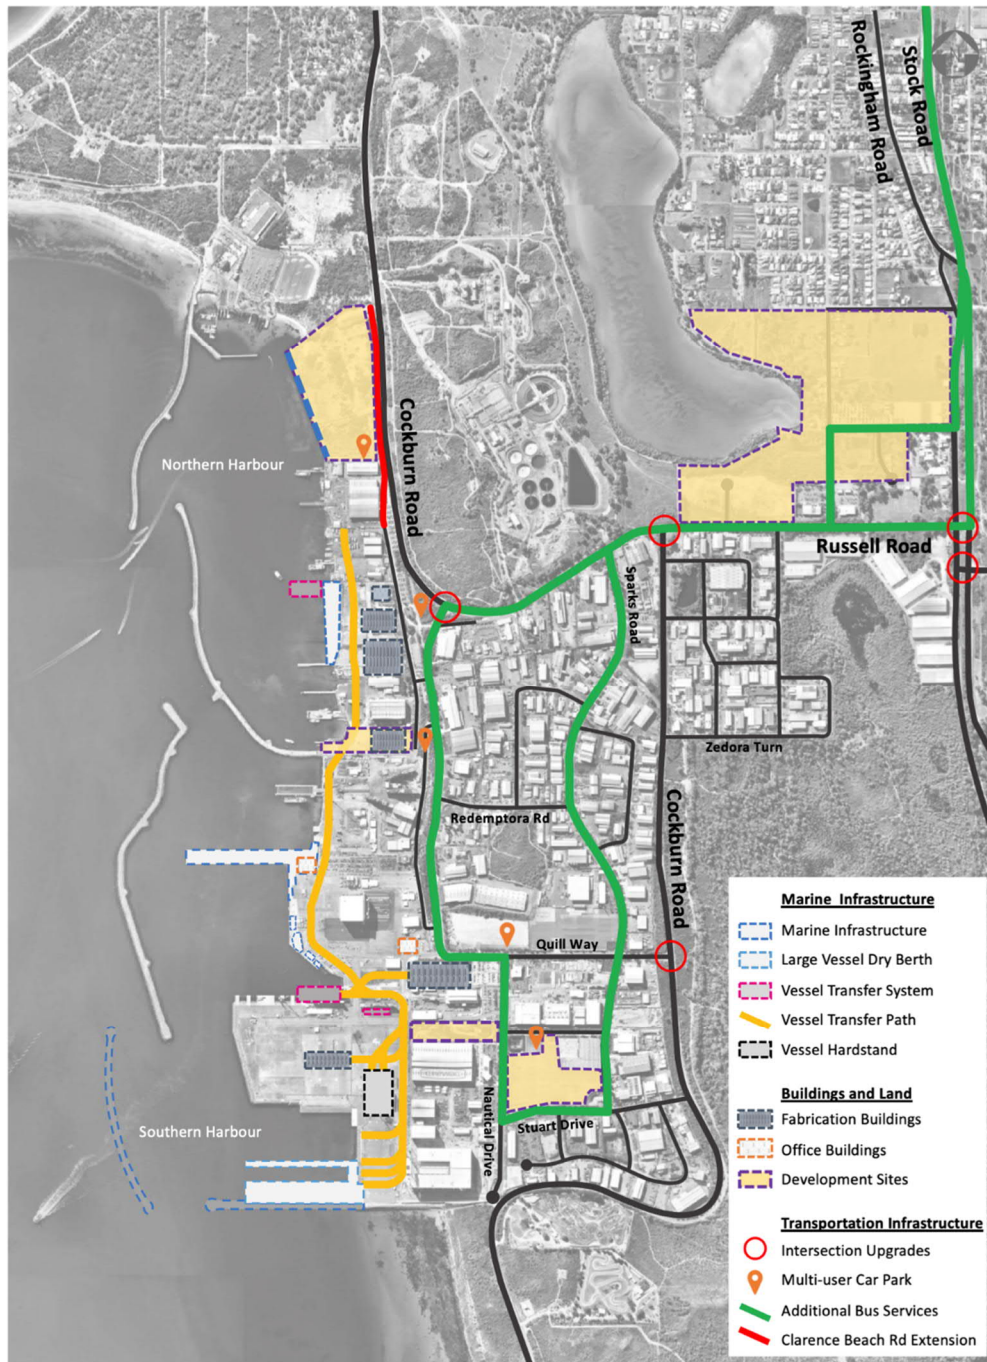 Rockingham Road
Stock Road
Northern Harbour
Cockburn Road
Russell Road
Sparks Road
Zedora Turn
Redemptora Rd
Cockburn Road
Quill Way
Southern Harbour
Nautical Drive
Stuart Drive
Marine Infrastructure
Marine Infrastructure
Large Vessel Dry Berth
Vessel Transfer System
Vessel Transfer Path
Vessel Hardstand
Buildings and Land
Fabrication Buildings
Office Buildings
Development Sites
Transportation Infrastructure
Intersection Upgrades
Multi-user Car Park
Additional Bus Services
Clarence Beach Rd Extension